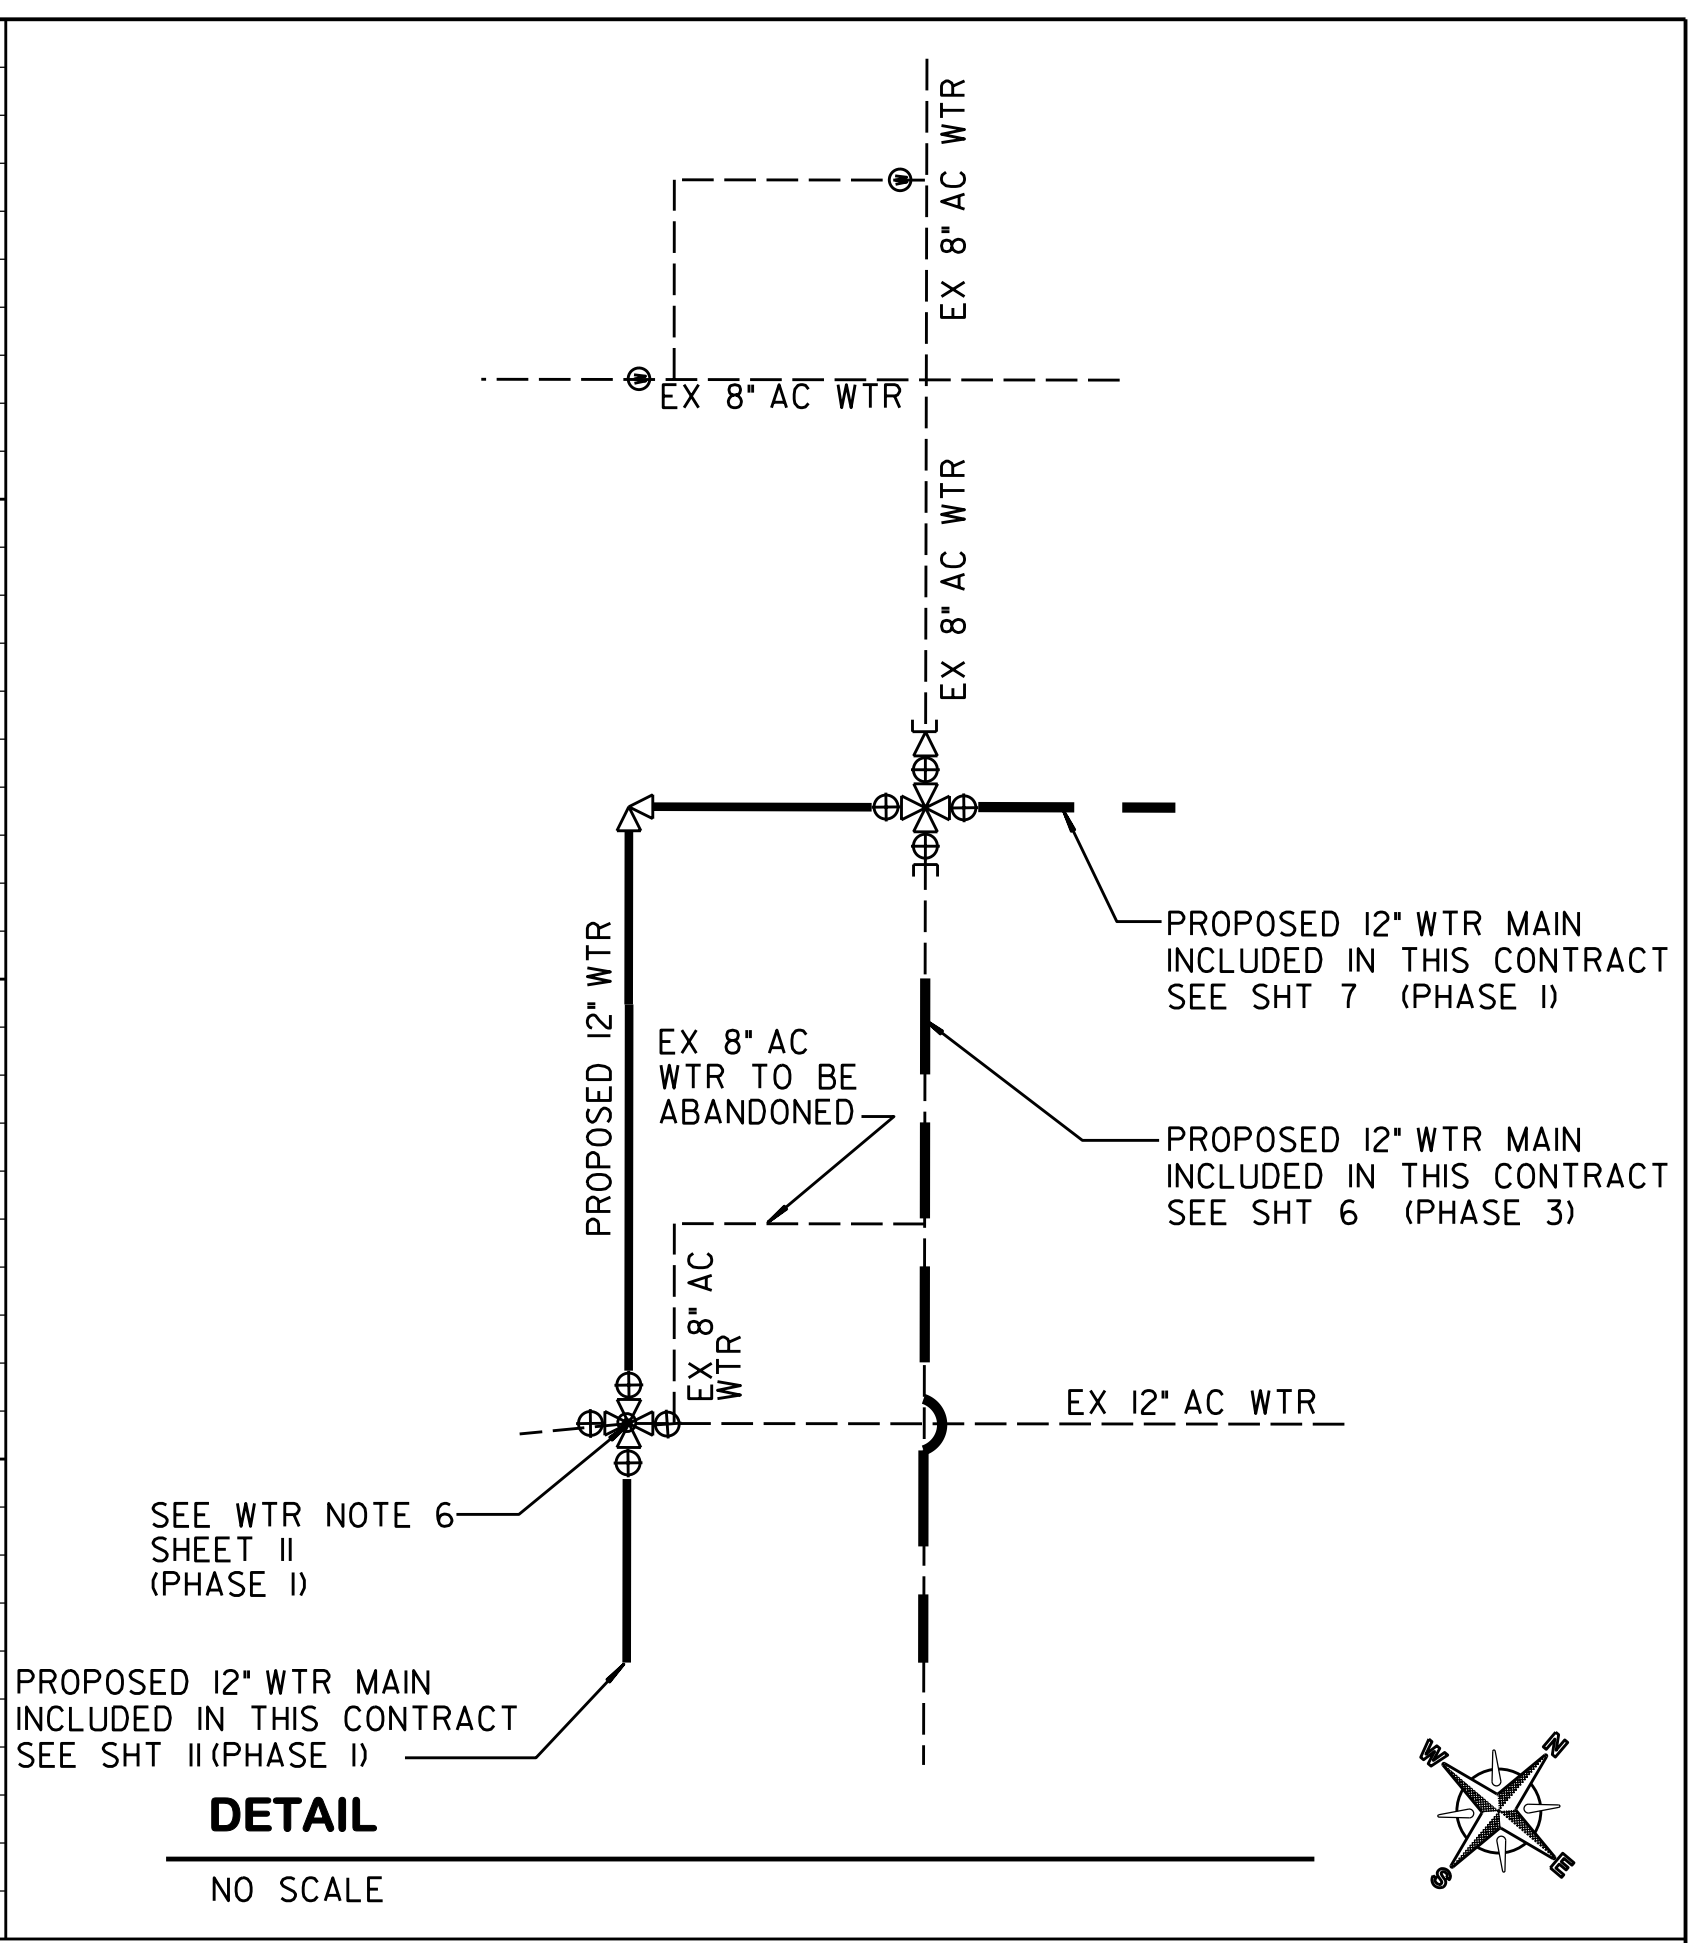 EX 8" AC WTR
W
W
EX 8" AC WTR
EX 8" AC WTR
PROPOSED 12" WTR MAIN
INCLUDED IN THIS CONTRACT
SEE SHT 7 (PHASE 1)
PROPOSED 12" WTR
EX 8" AC
WTR TO BE
ABANDONED
PROPOSED 12" WTR MAIN
INCLUDED IN THIS CONTRACT
SEE SHT 6 (PHASE 3)
EX 8" AC
WTR
EX 12" AC WTR
SEE WTR NOTE 6
SHEET 11
(PHASE 1)
PROPOSED 12" WTR MAIN
INCLUDED IN THIS CONTRACT
SEE SHT 11 (PHASE 1)
DETAIL
NO SCALE
W
N
S
E